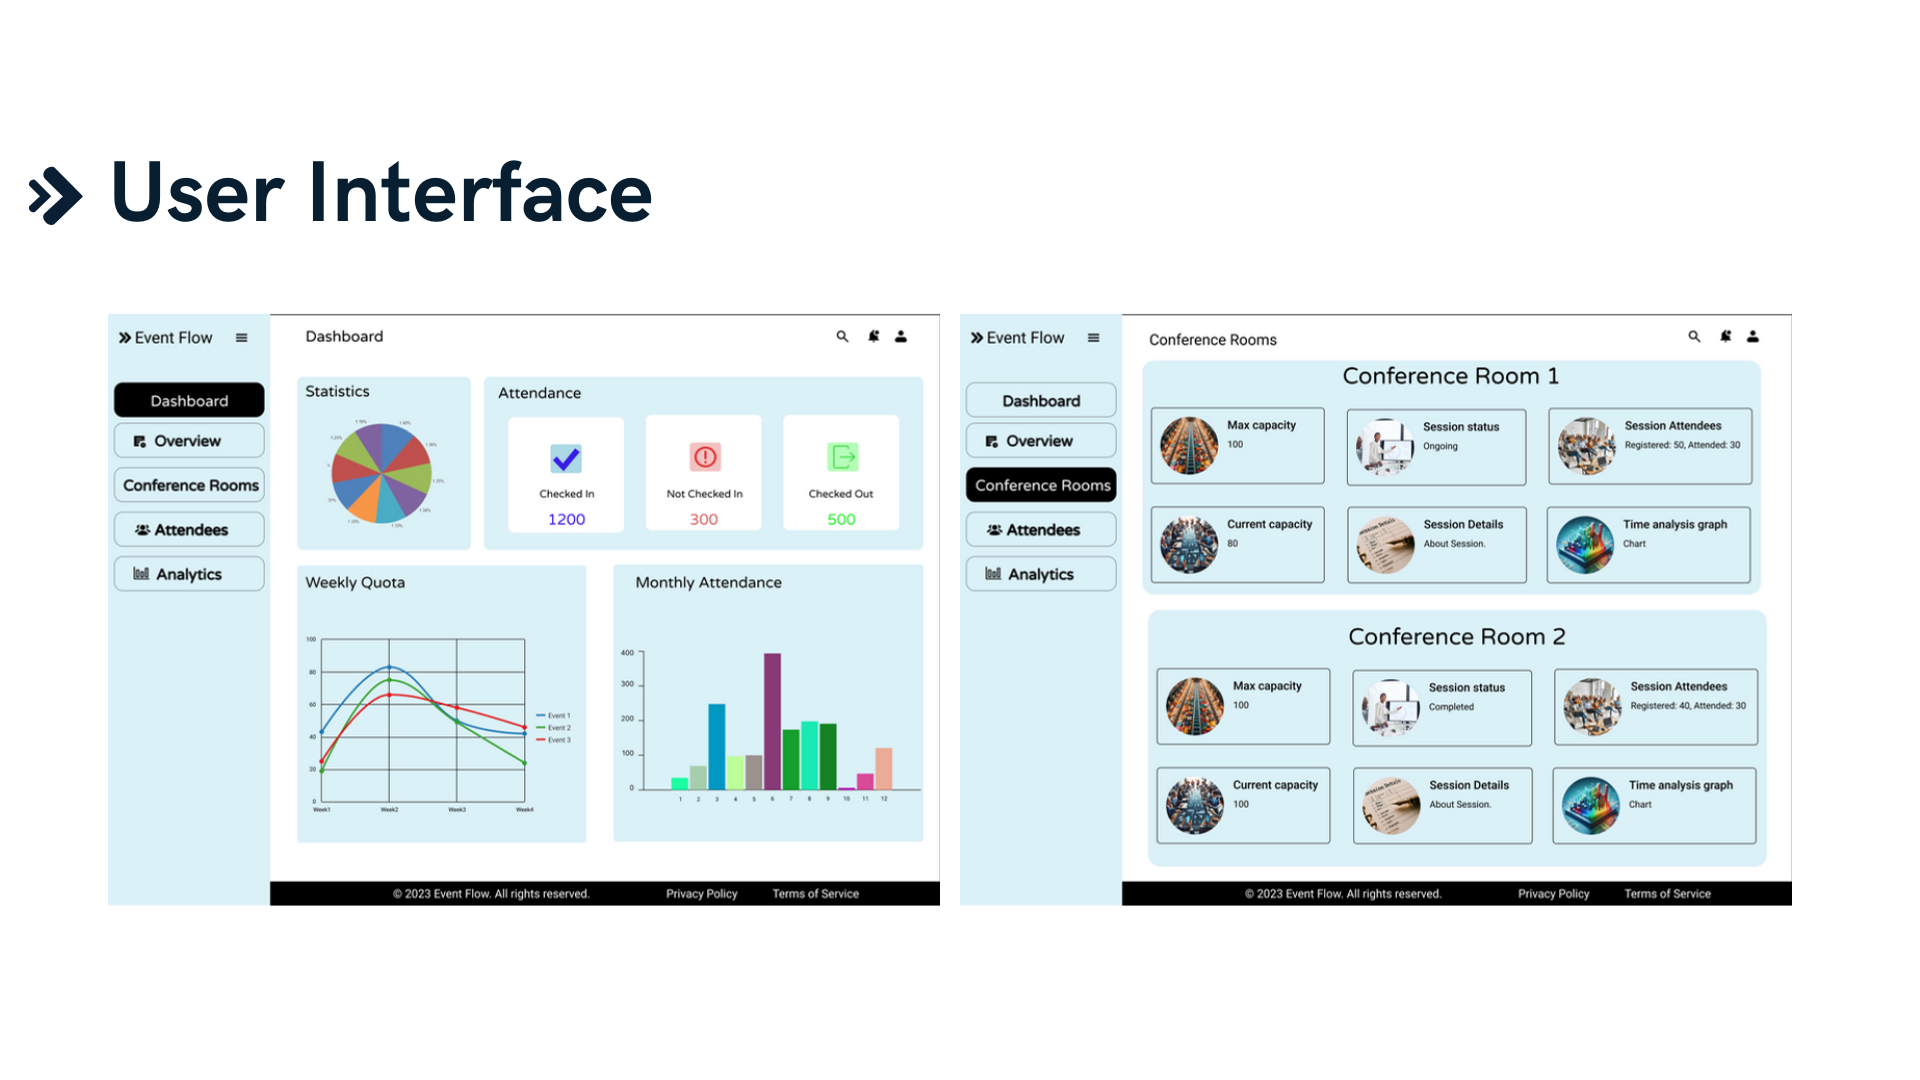 User Interface
Event Flow
Dashboard
Overview
Conference Rooms
Attendees
Analytics
Dashboard
Statistics
Attendance
Checked In
1200
Not Checked In
300
Checked Out
500
Weekly Quota
100
80
60
40
20
0
Week1 Week2 Week3 Week4
Event 1
Event 2
Event 3
Monthly Attendance
400
300
200
100
0
1 2 3 4 5 6 7 8 9 10 11 12
© 2023 Event Flow. All rights reserved. Privacy Policy Terms of Service
Event Flow
Dashboard
Overview
Conference Rooms
Attendees
Analytics
Conference Rooms
Conference Room 1
Max capacity
100
Session status
Ongoing
Session Attendees
Registered: 50, Attended: 30
Current capacity
80
Session Details
About Session.
Time analysis graph
Chart
Conference Room 2
Max capacity
100
Session status
Completed
Session Attendees
Registered: 40, Attended: 30
Current capacity
100
Session Details
About Session.
Time analysis graph
Chart
© 2023 Event Flow. All rights reserved. Privacy Policy Terms of Service